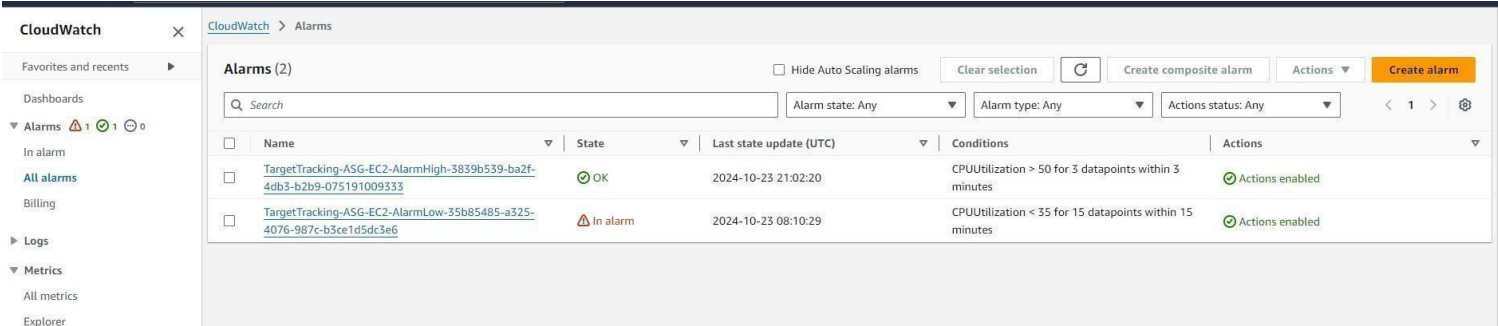 CloudWatch
CloudWatch > Alarms
Favorites and recents
Dashboards
Alarms 1 1 0
In alarm
All alarms
Billing
Logs
Metrics
All metrics
Explorer
Alarms (2)
Hide Auto Scaling alarms
Clear selection
Create composite alarm
Actions
Create alarm
Search
Alarm state: Any
Alarm type: Any
Actions status: Any
1
Name State Last state update (UTC) Conditions Actions
TargetTracking-ASG-EC2-AlarmHigh-3839b539-ba2f-
4db3-b2b9-075191009333
OK
2024-10-23 21:02:20
CPUUtilization > 50 for 3 datapoints within 3
minutes
Actions enabled
TargetTracking-ASG-EC2-AlarmLow-35b85485-a325-
4076-987c-b3ce1d5dc3e6
In alarm
2024-10-23 08:10:29
CPUUtilization < 35 for 15 datapoints within 15
minutes
Actions enabled